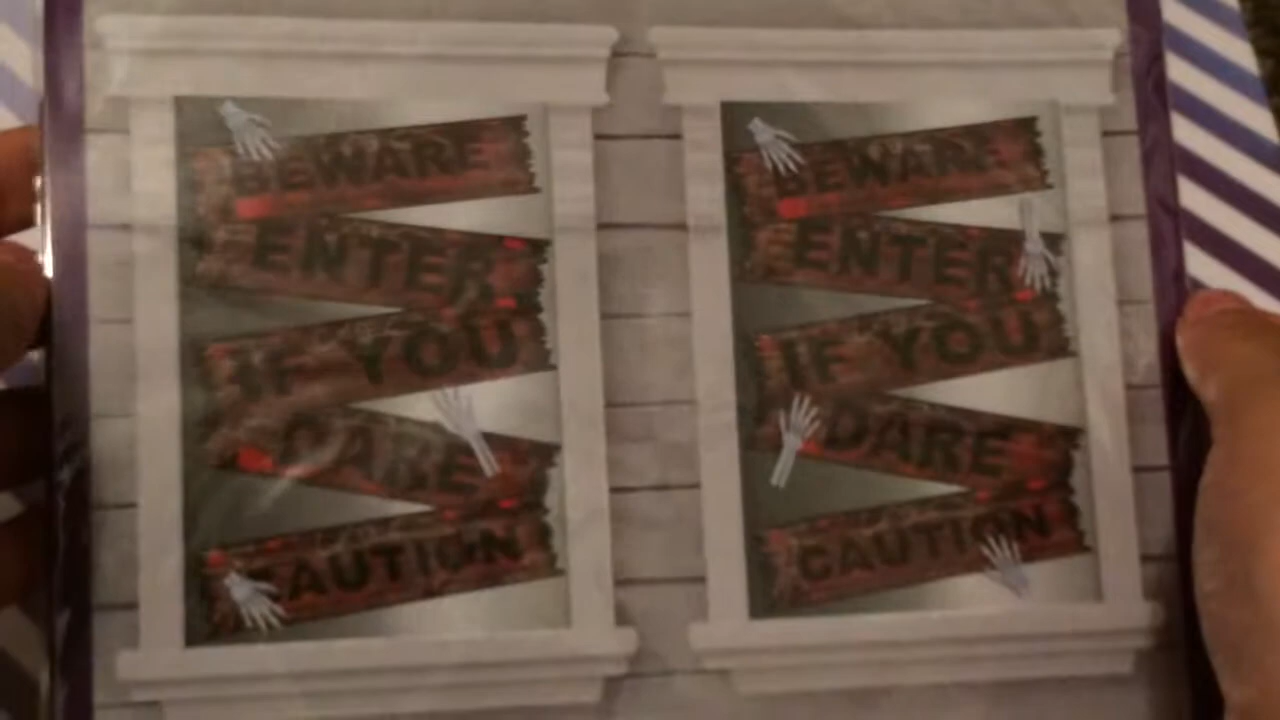 BEWARE
ENTER
IF YOU
DARE
CAUTION
BEWARE
ENTER
IF YOU
DARE
CAUTION